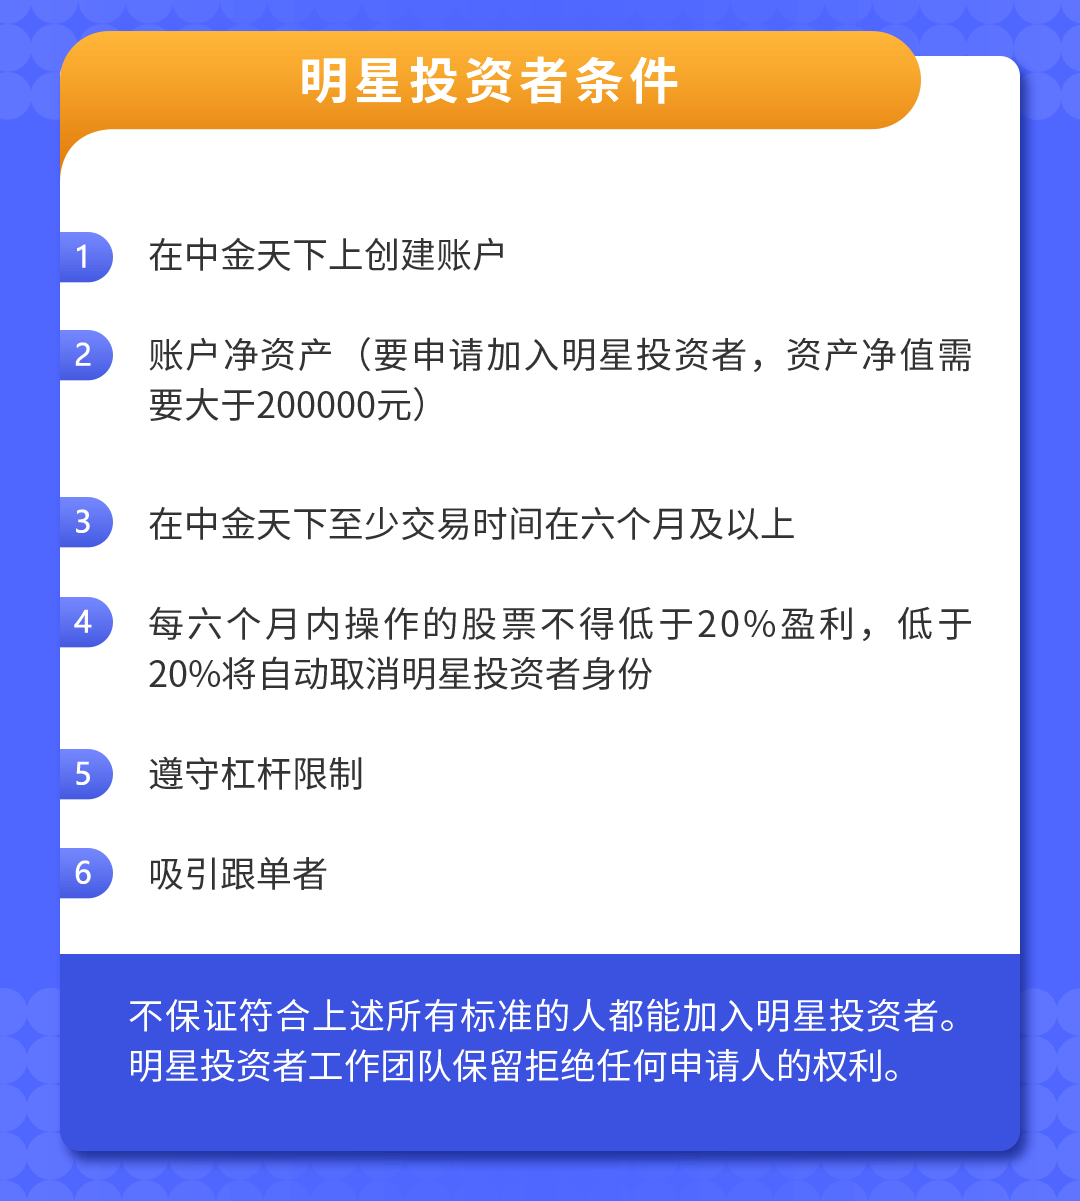 明星投资者条件
1 在中金天下上创建账户
2 账户净资产（要申请加入明星投资者，资产净值需
要大于200000元）
3 在中金天下至少交易时间在六个月及以上
4 每六个月内操作的股票不得低于20%盈利，低于
20%将自动取消明星投资者身份
5 遵守杠杆限制
6 吸引跟单者
不保证符合上述所有标准的人都能加入明星投资者。
明星投资者工作团队保留拒绝任何申请人的权利。